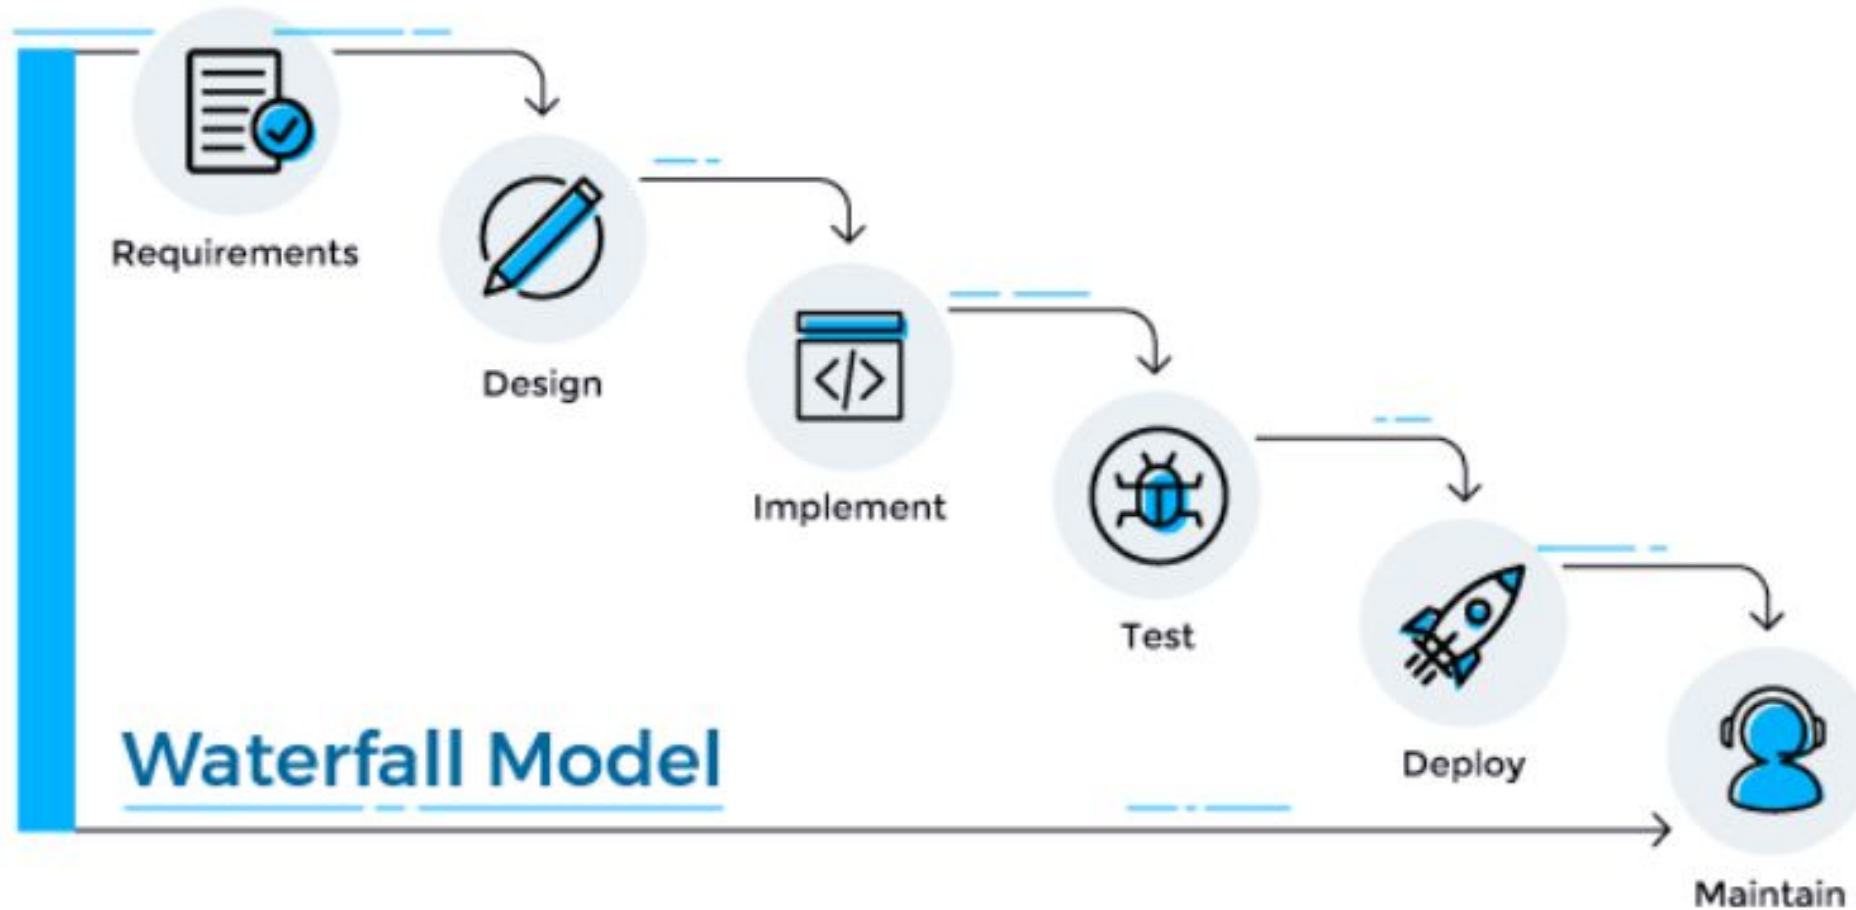 Requirements
Design
Implement
Test
Deploy
Maintain
Waterfall Model